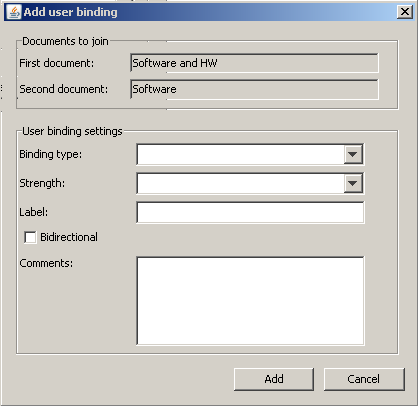 Add user binding
Documents to join
First document: Software and HW
Second document: Software
User binding settings
Binding type:
Strength:
Label:
Bidirectional
Comments:
Add Cancel